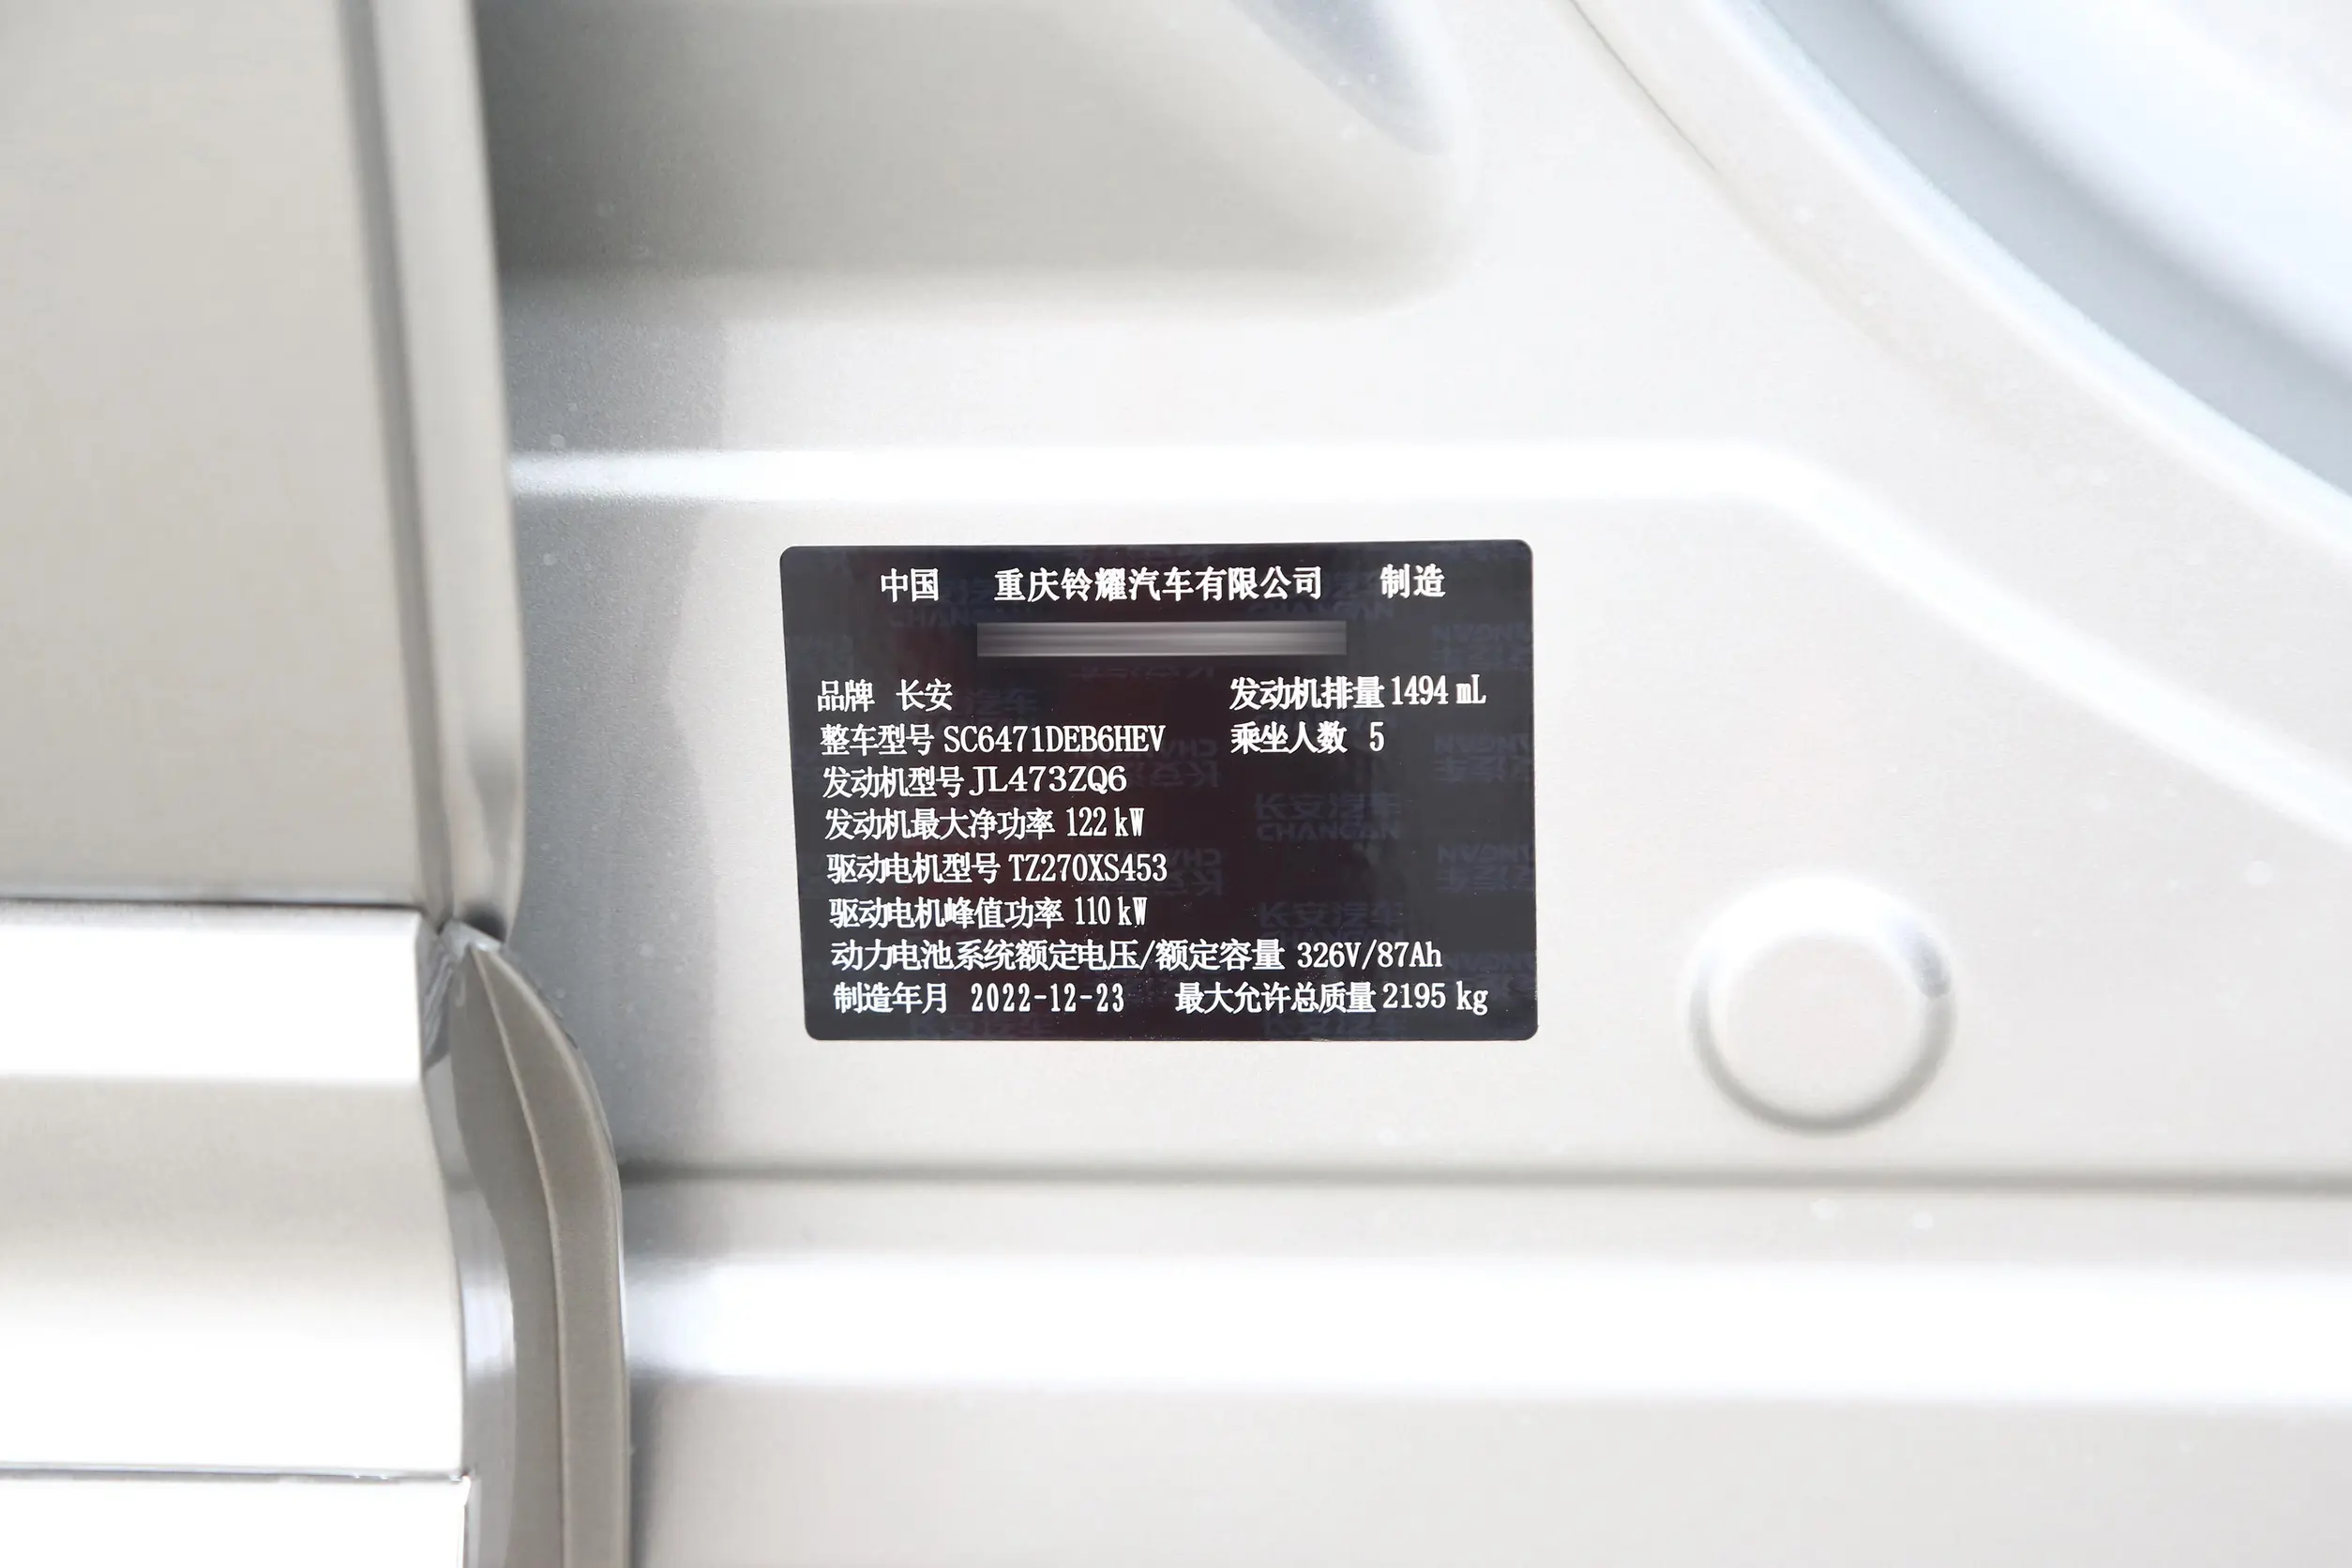 中国 重庆铃耀汽车有限公司 制造
品牌 长安 发动机排量 1494 mL
整车型号 SC6471DEB6HEV 乘坐人数 5
发动机型号 JL473ZQ6
发动机最大净功率 122 kW
驱动电机型号 TZ270XS453
驱动电机峰值功率 110 kW
动力电池系统额定电压/额定容量 326V/87Ah
制造年月 2022-12-23 最大允许总质量 2195 kg